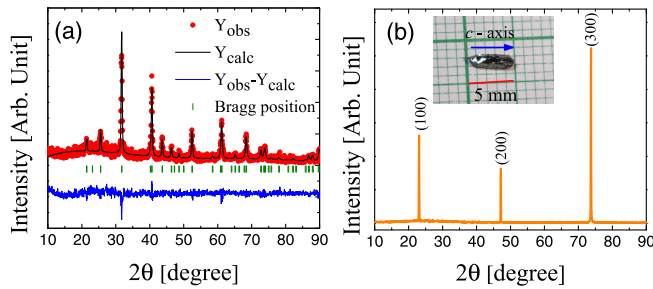 (a)
Y_obs
Y_calc
Y_obs-Y_calc
Bragg position
Intensity [Arb. Unit]
10 20 30 40 50 60 70 80 90
2θ [degree]
(b)
c - axis
5 mm
(100)
(200)
(300)
Intensity [Arb. Unit]
10 20 30 40 50 60 70 80 90
2θ [degree]